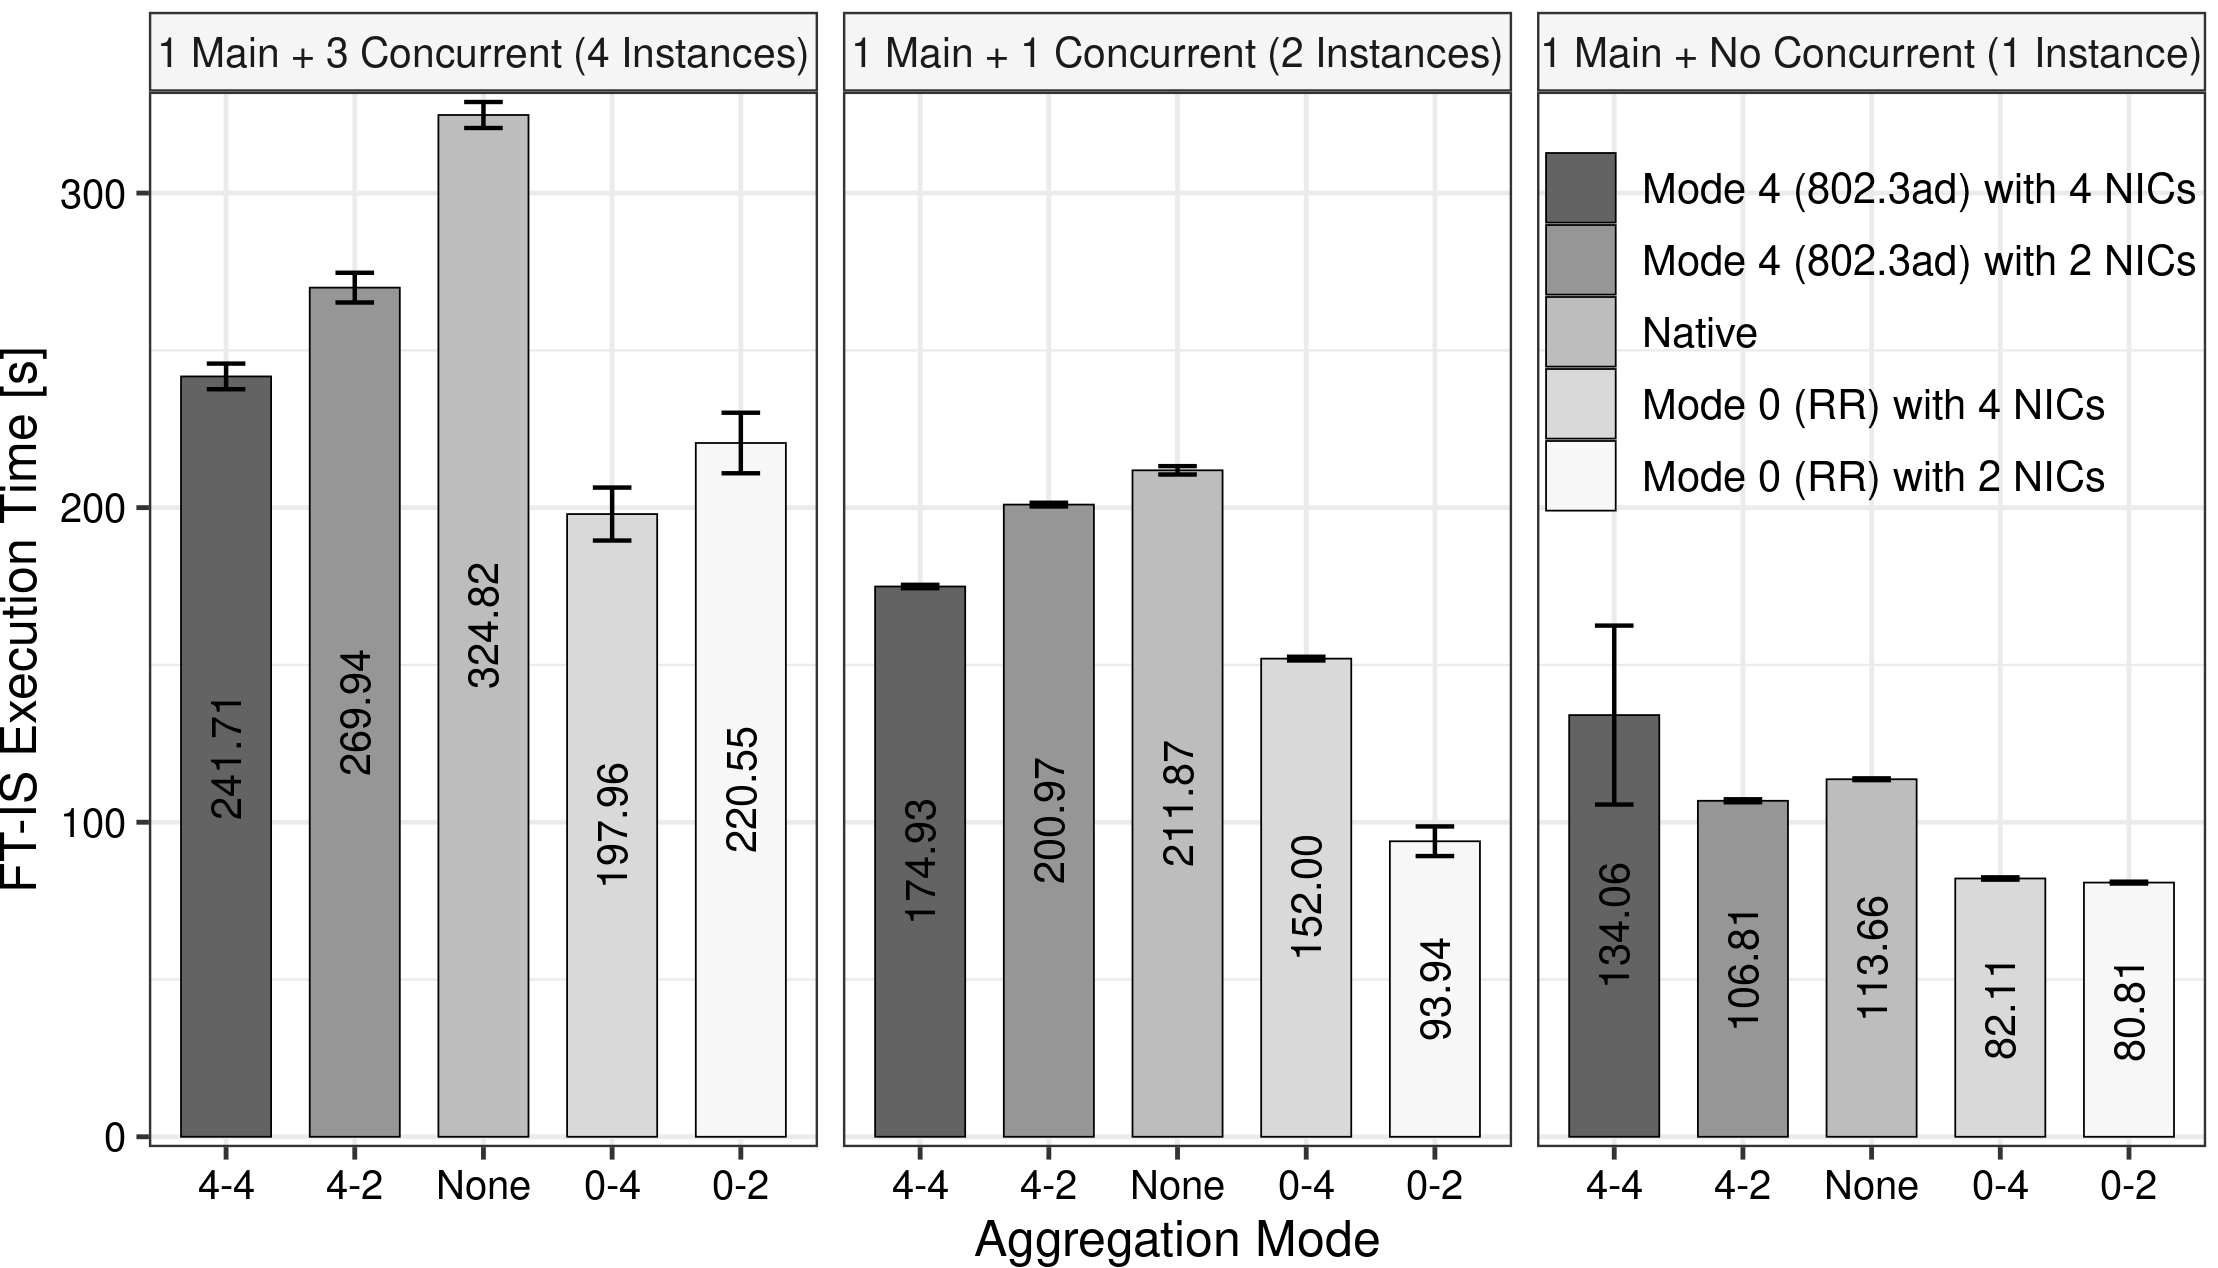 1 Main + 3 Concurrent (4 Instances)
1 Main + 1 Concurrent (2 Instances)
1 Main + No Concurrent (1 Instance)
FT-IS Execution Time [s]
300
200
100
0
241.71
269.94
324.82
197.96
220.55
174.93
200.97
211.87
152.00
93.94
134.06
106.81
113.66
82.11
80.81
Mode 4 (802.3ad) with 4 NICs
Mode 4 (802.3ad) with 2 NICs
Native
Mode 0 (RR) with 4 NICs
Mode 0 (RR) with 2 NICs
4-4 4-2 None 0-4 0-2
4-4 4-2 None 0-4 0-2
4-4 4-2 None 0-4 0-2
Aggregation Mode